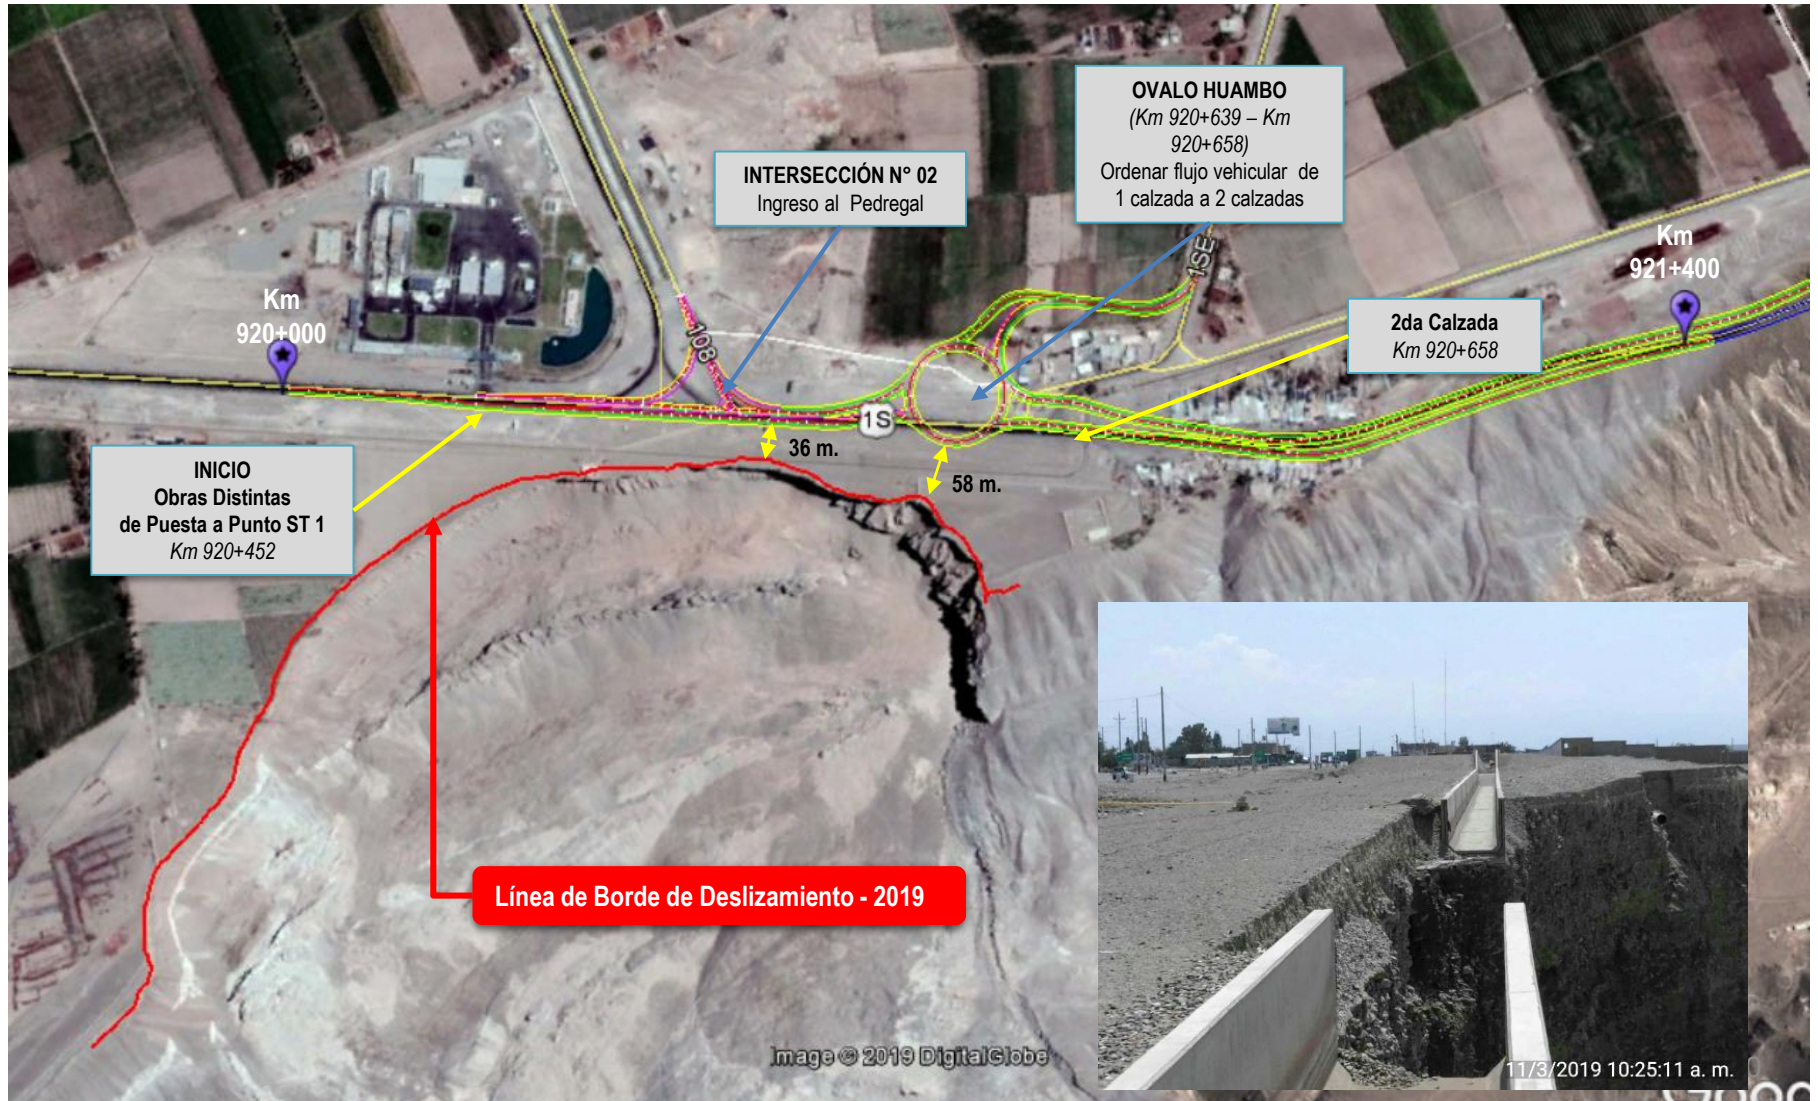 OVALO HUAMBO
(Km 920+639 – Km
920+658)
Ordenar flujo vehicular de
1 calzada a 2 calzadas
INTERSECCIÓN N° 02
Ingreso al Pedregal
1SE
Km
921+400
Km
920+000
2da Calzada
Km 920+658
108
1S
36 m.
58 m.
INICIO
Obras Distintas
de Puesta a Punto ST 1
Km 920+452
Línea de Borde de Deslizamiento - 2019
Image © 2019 DigitalGlobe
11/3/2019 10:25:11 a. m.